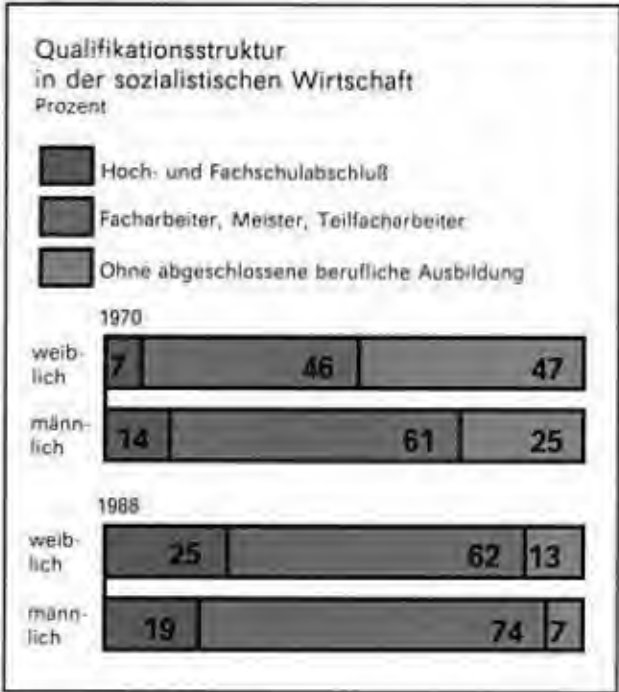 Qualifikationsstruktur
in der sozialistischen Wirtschaft
Prozent
Hoch- und Fachschulabschluß
Facharbeiter, Meister, Teilfacharbeiter
Ohne abgeschlossene berufliche Ausbildung
1970
weib-
lich
7 46 47
männ-
lich
14 61 25
1988
weib-
lich
25 62 13
männ-
lich
19 74 7